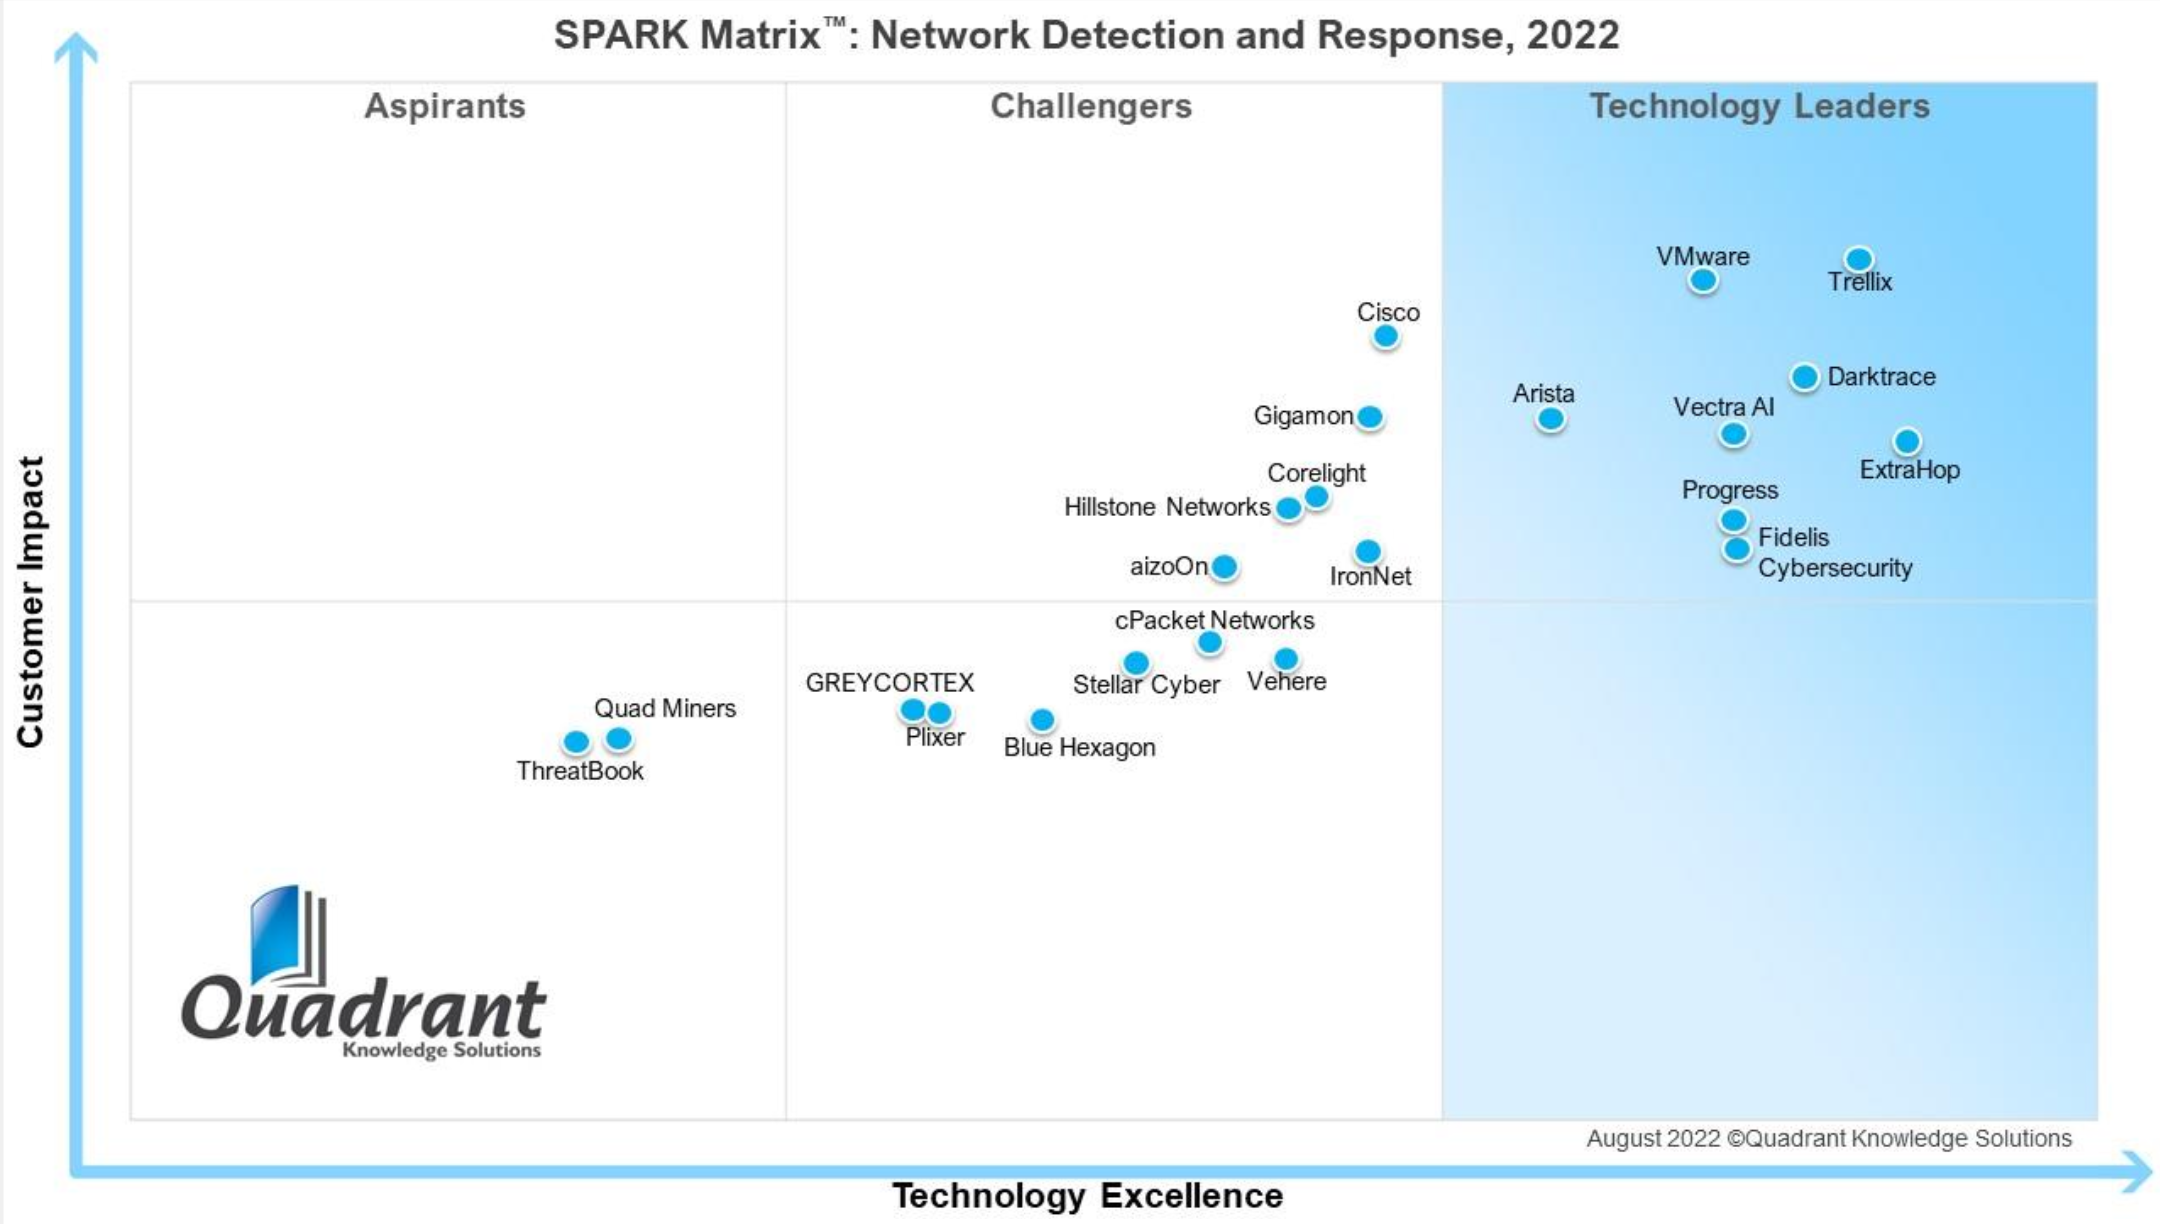 SPARK Matrix™: Network Detection and Response, 2022
Aspirants
Challengers
Technology Leaders
VMware
Trellix
Cisco
Darktrace
Arista
Vectra AI
Gigamon
ExtraHop
Corelight
Progress
Hillstone Networks
Fidelis
Cybersecurity
aizoOn
IronNet
cPacket Networks
GREYCORTEX
Stellar Cyber
Vehere
Quad Miners
Plixer
Blue Hexagon
ThreatBook
Customer Impact
Quadrant
Knowledge Solutions
August 2022 ©Quadrant Knowledge Solutions
Technology Excellence